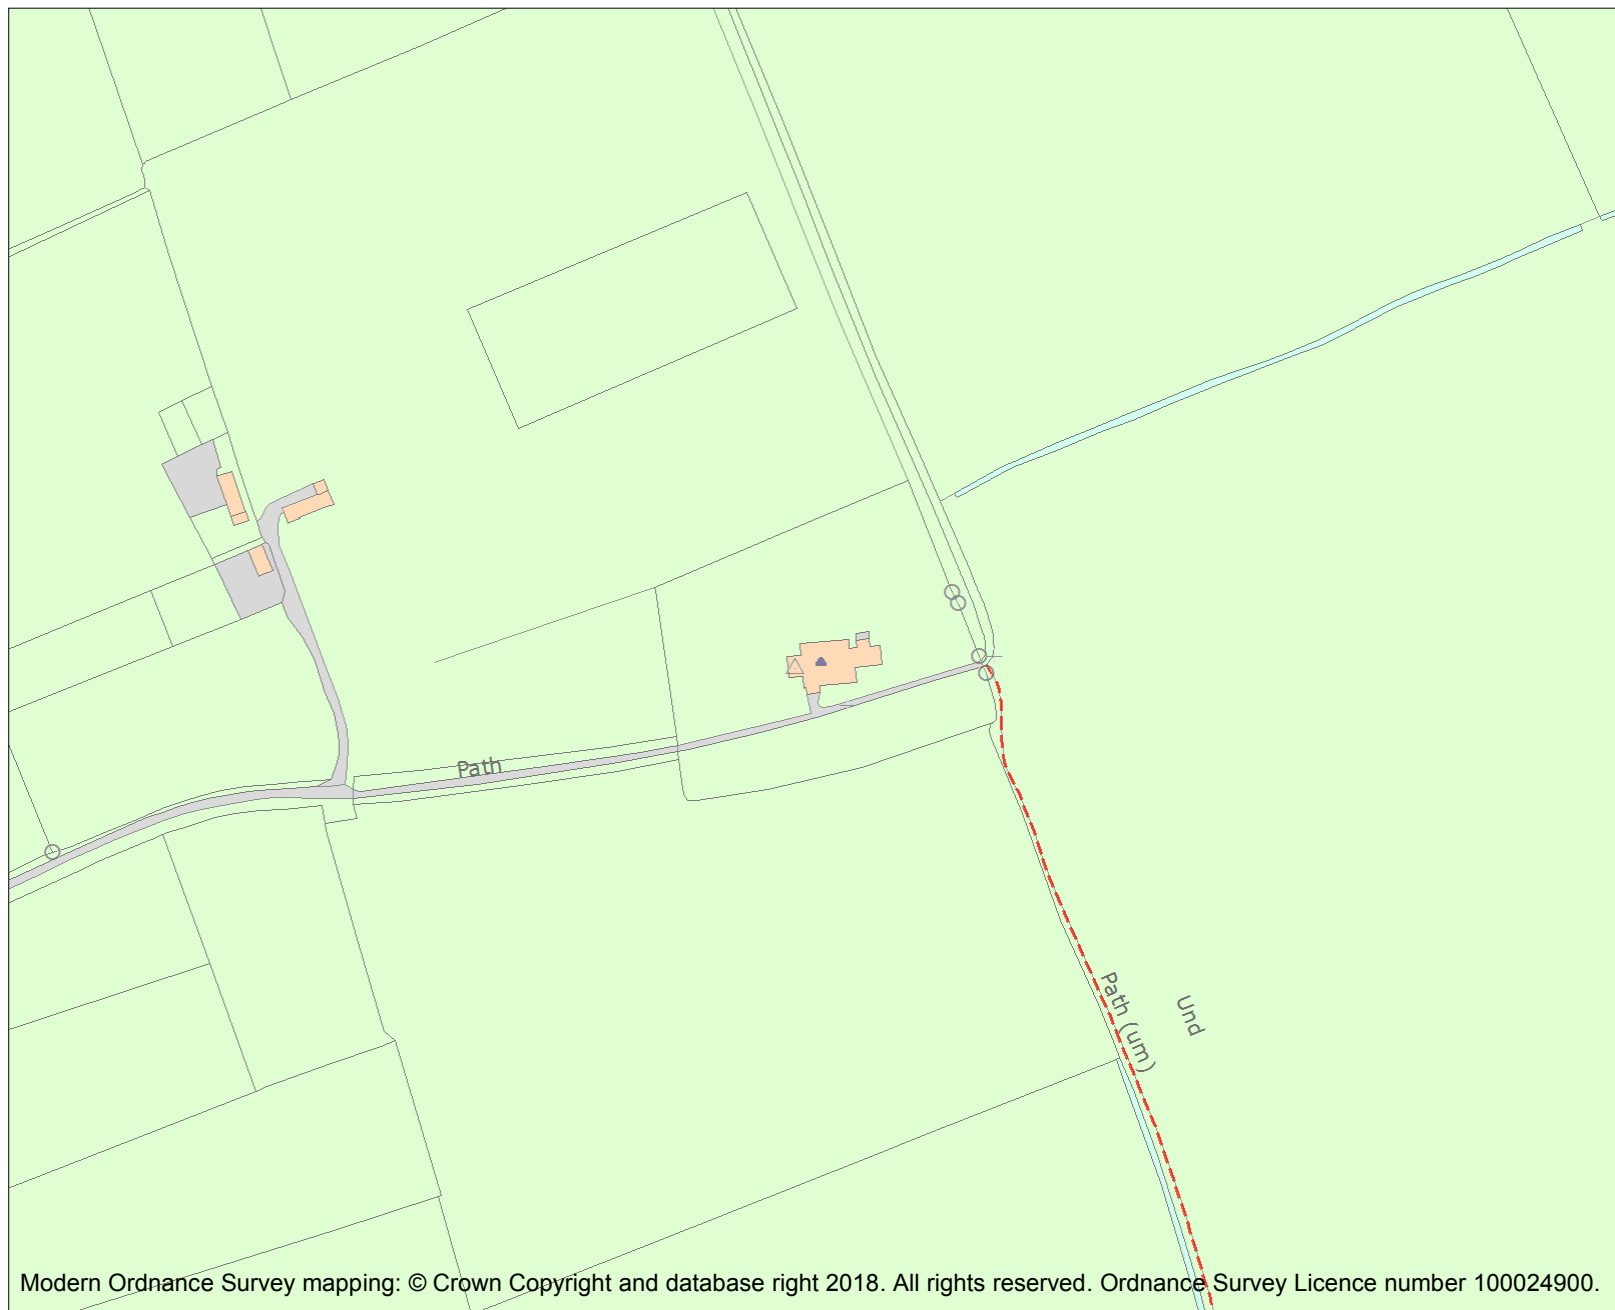 Path
Path (um)
Und
Modern Ordnance Survey mapping: © Crown Copyright and database right 2018. All rights reserved. Ordnance Survey Licence number 100024900.